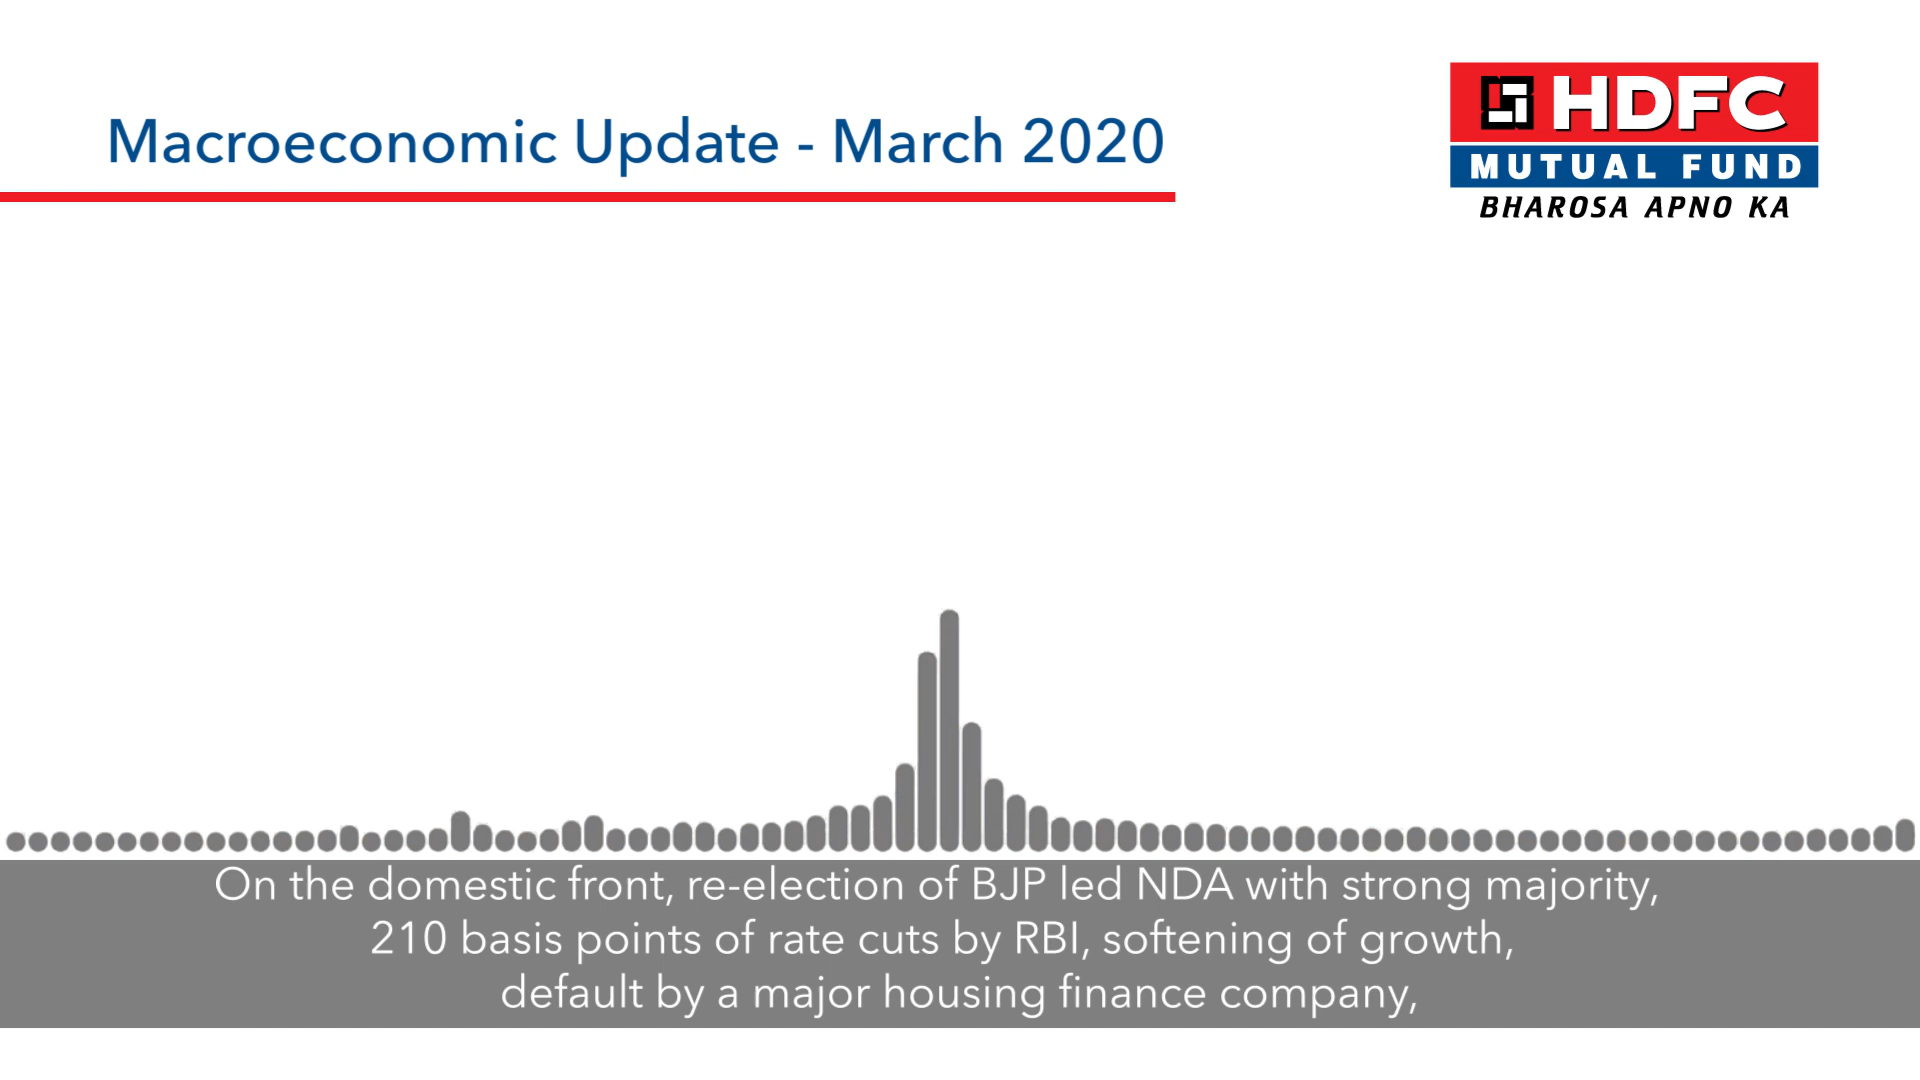 Macroeconomic Update - March 2020
HDFC
MUTUAL FUND
BHAROSA APNO KA
On the domestic front, re-election of BJP led NDA with strong majority,
210 basis points of rate cuts by RBI, softening of growth,
default by a major housing finance company,